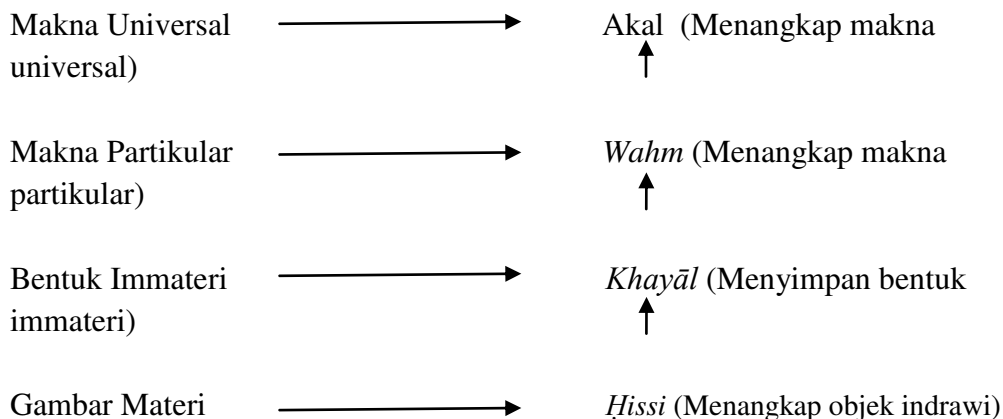 Makna Universal Akal (Menangkap makna
universal)
Makna Partikular Wahm (Menangkap makna
partikular)
Bentuk Immateri Khayāl (Menyimpan bentuk
immateri)
Gambar Materi Ḥissi (Menangkap objek indrawi)